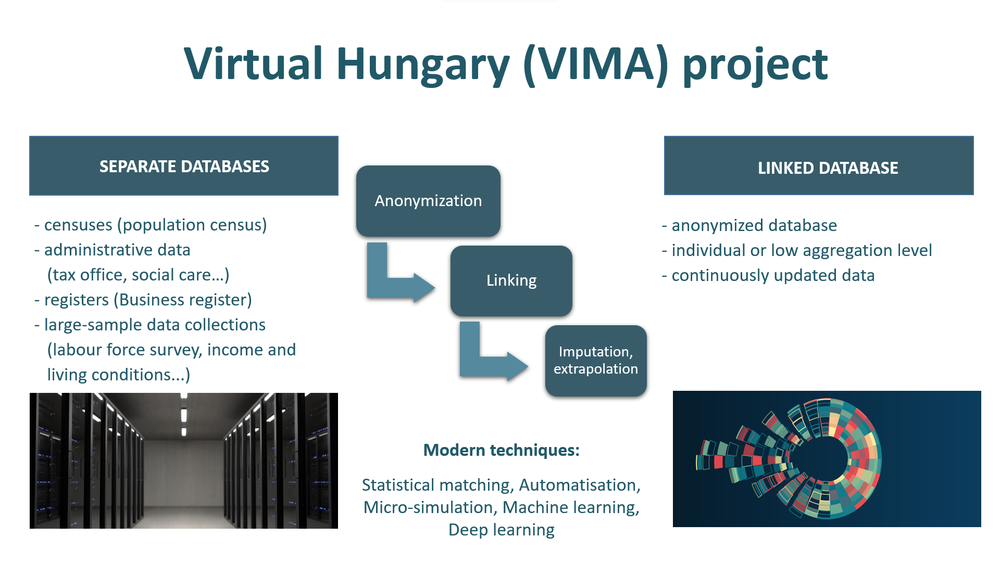 Virtual Hungary (VIMA) project
SEPARATE DATABASES
- censuses (population census)
- administrative data
(tax office, social care...)
- registers (Business register)
- large-sample data collections
(labour force survey, income and
living conditions...)
Anonymization
Linking
Imputation,
extrapolation
Modern techniques:
Statistical matching, Automatisation,
Micro-simulation, Machine learning,
Deep learning
LINKED DATABASE
- anonymized database
- individual or low aggregation level
- continuously updated data